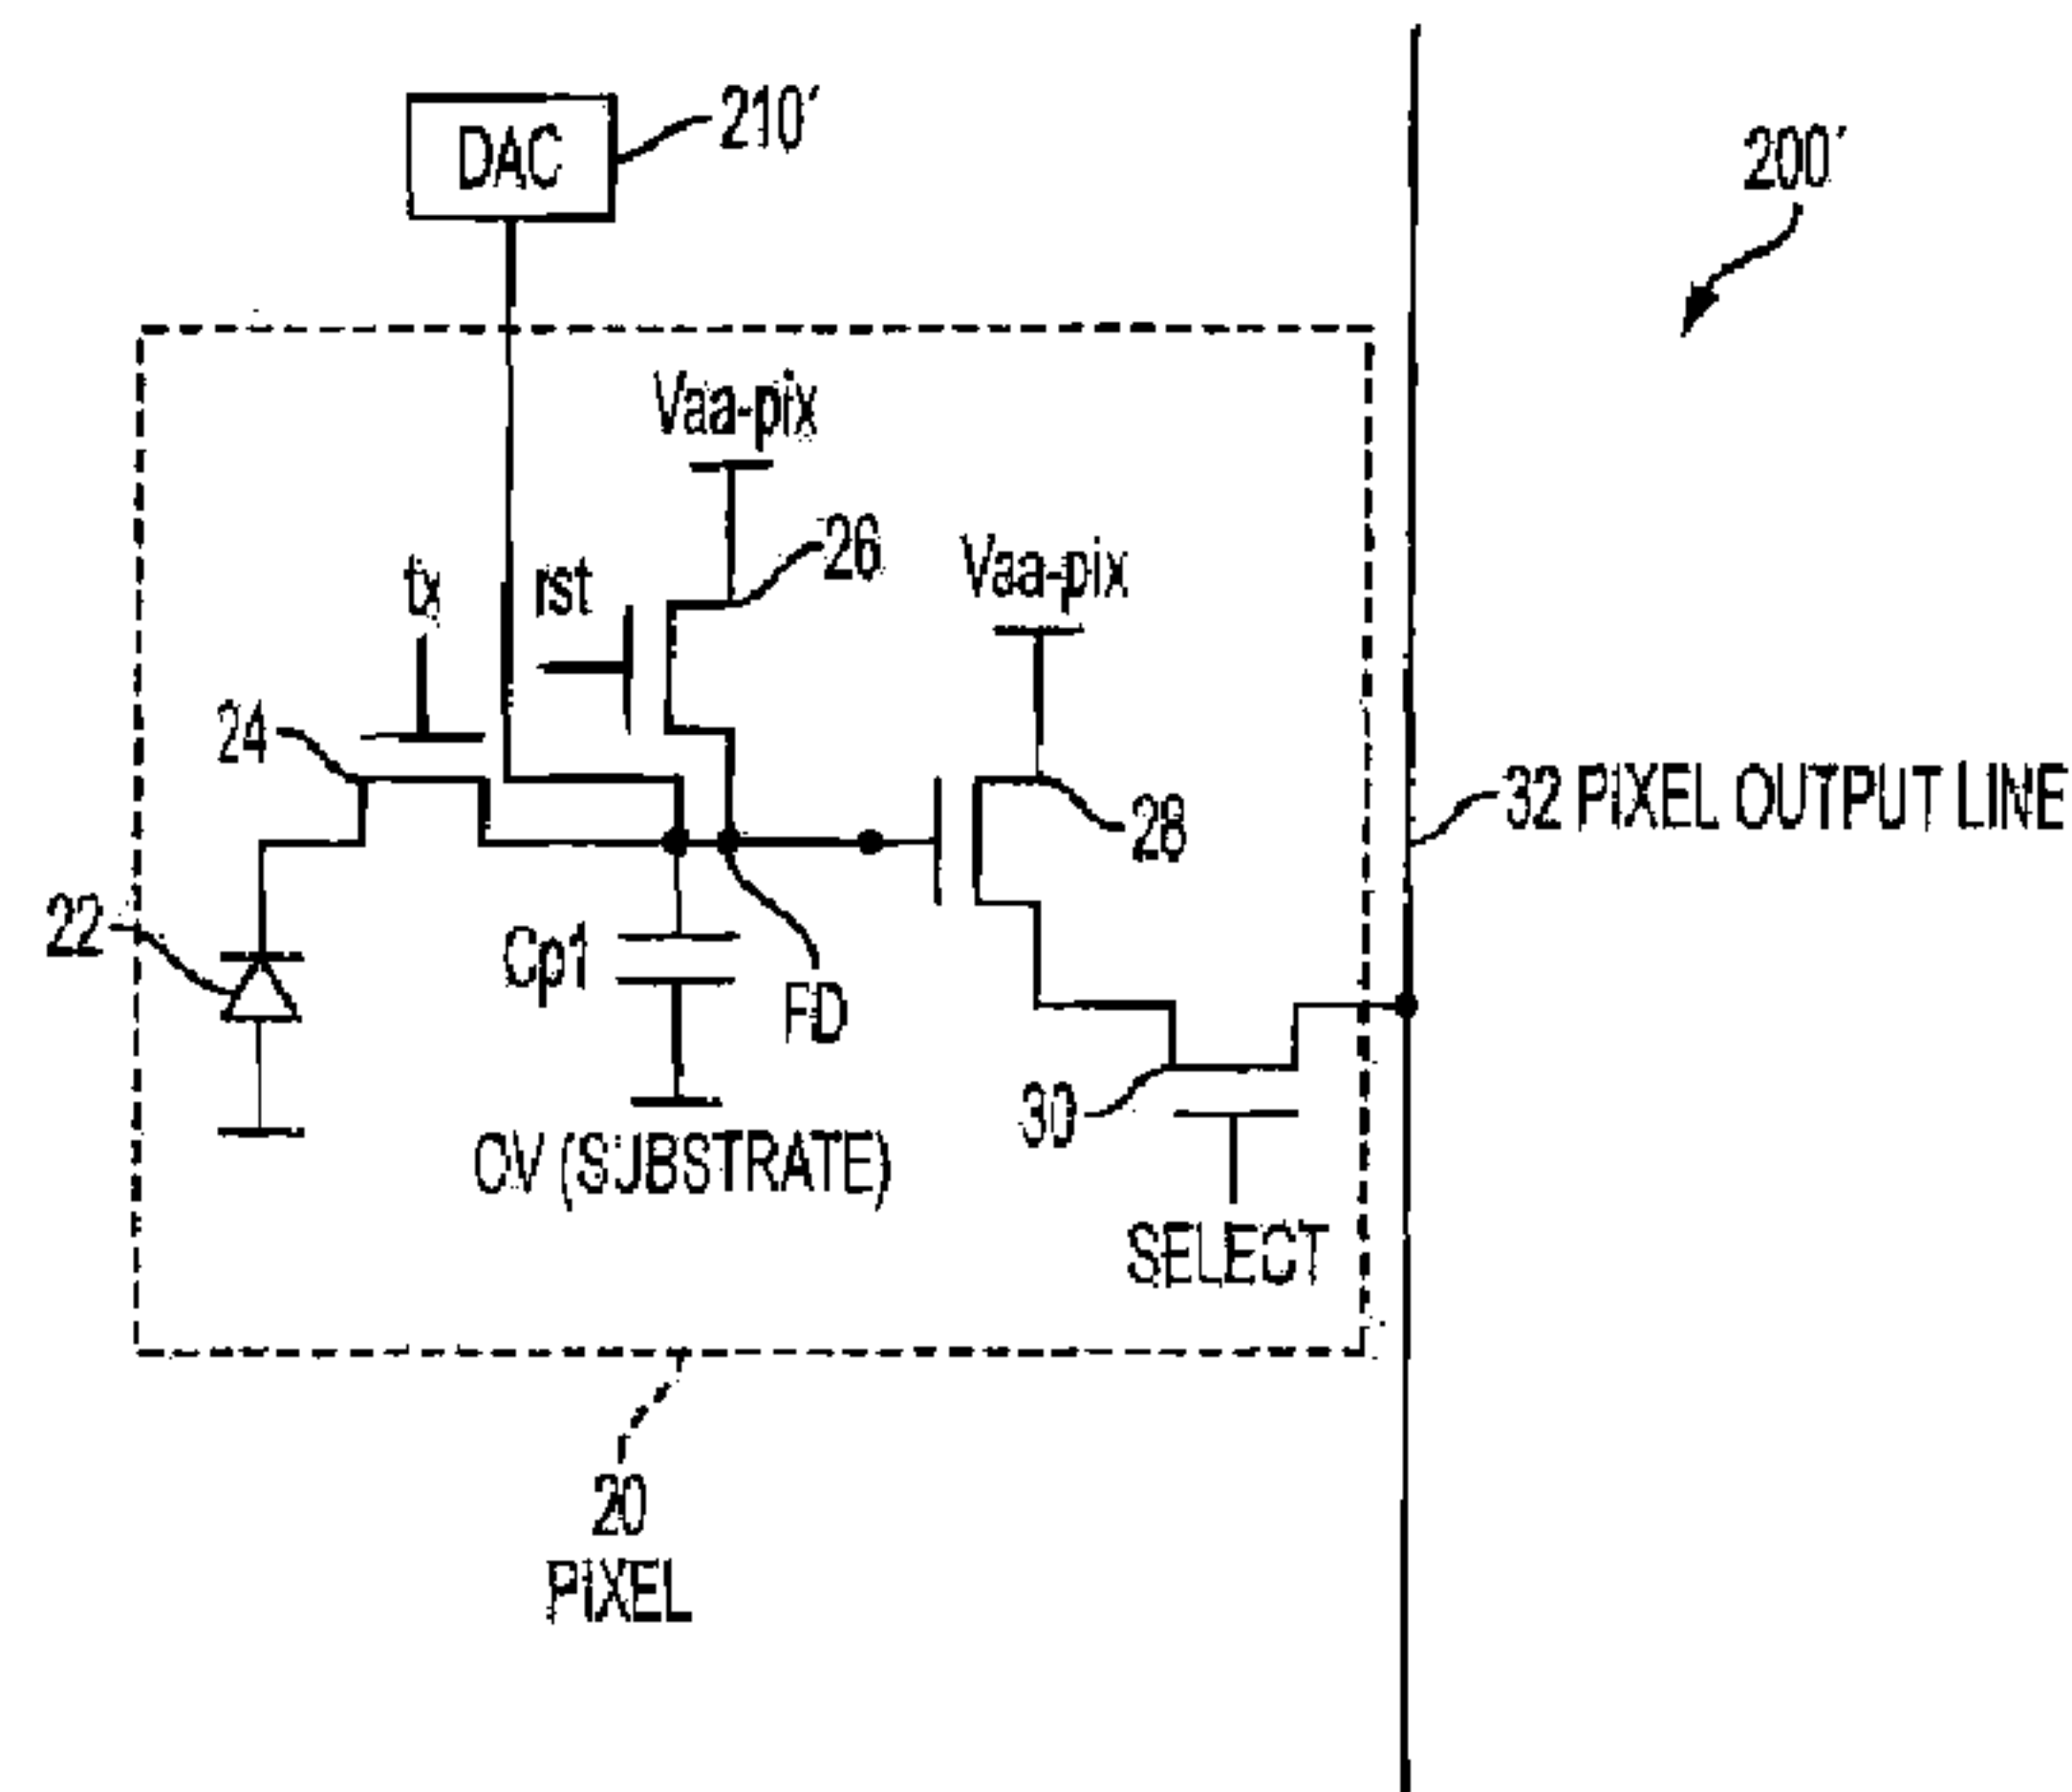 DAC
210′
200′
Vaa-pix
26
Vaa-pix
tx
rst
24
28
32 PIXEL OUTPUT LINE
22
Cp1
FD
30
CV (SUBSTRATE)
SELECT
20
PIXEL